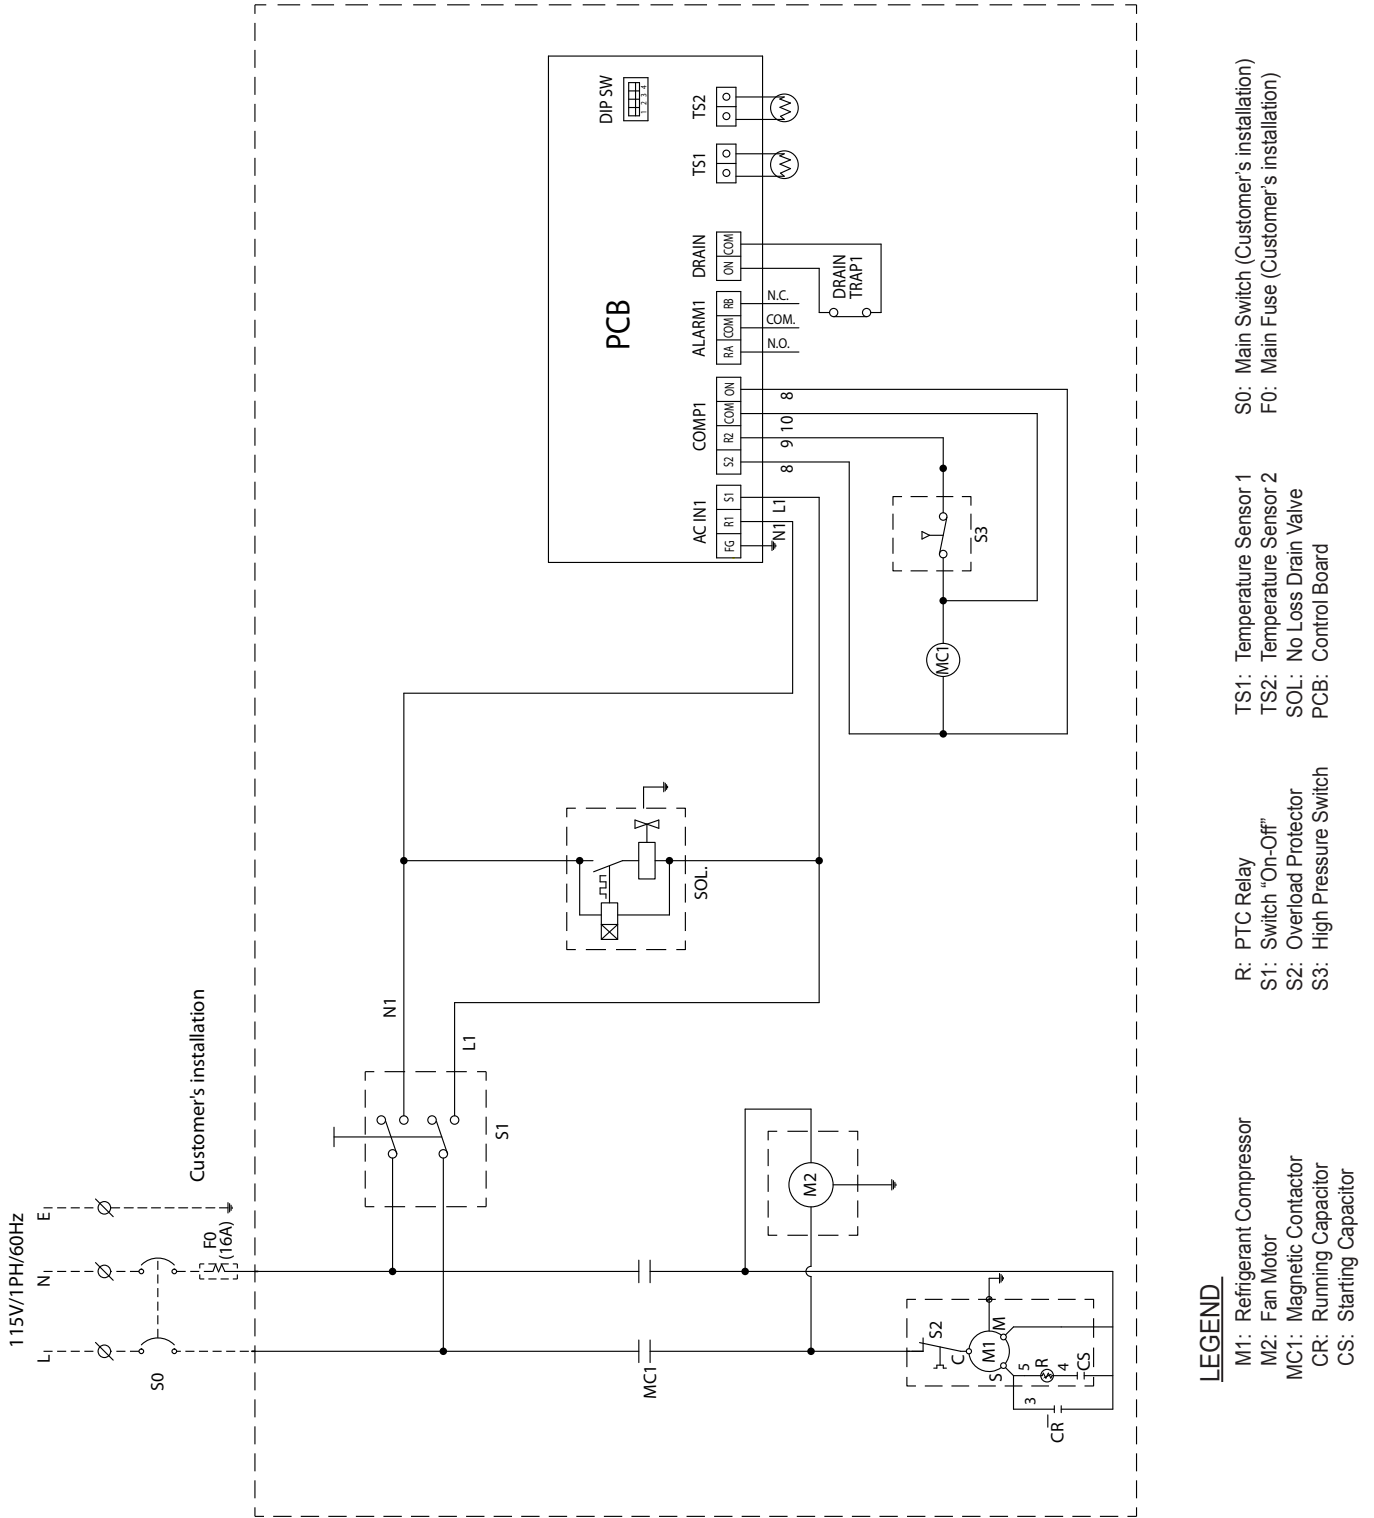 115V/1PH/60Hz
L
N
E
S0
F0
(16A)
Customer's installation
S1
N1
L1
SOL.
MC1
M2
S2
C
M1
M
S
5
R
4
CS
3
CR
PCB
DIP SW
1 2 3 4
AC IN1
FG
R1
S1
N1
L1
COMP1
S2
R2
COM
ON
8
9
10
8
ALARM1
RA
COM
RB
N.O.
COM.
N.C.
DRAIN
ON
COM
DRAIN
TRAP1
TS1
TS2
S3
MC1
LEGEND
M1: Refrigerant Compressor
M2: Fan Motor
MC1: Magnetic Contactor
CR: Running Capacitor
CS: Starting Capacitor
R: PTC Relay
S1: Switch “On-Off”
S2: Overload Protector
S3: High Pressure Switch
TS1: Temperature Sensor 1
TS2: Temperature Sensor 2
SOL: No Loss Drain Valve
PCB: Control Board
S0: Main Switch (Customer's installation)
F0: Main Fuse (Customer's installation)